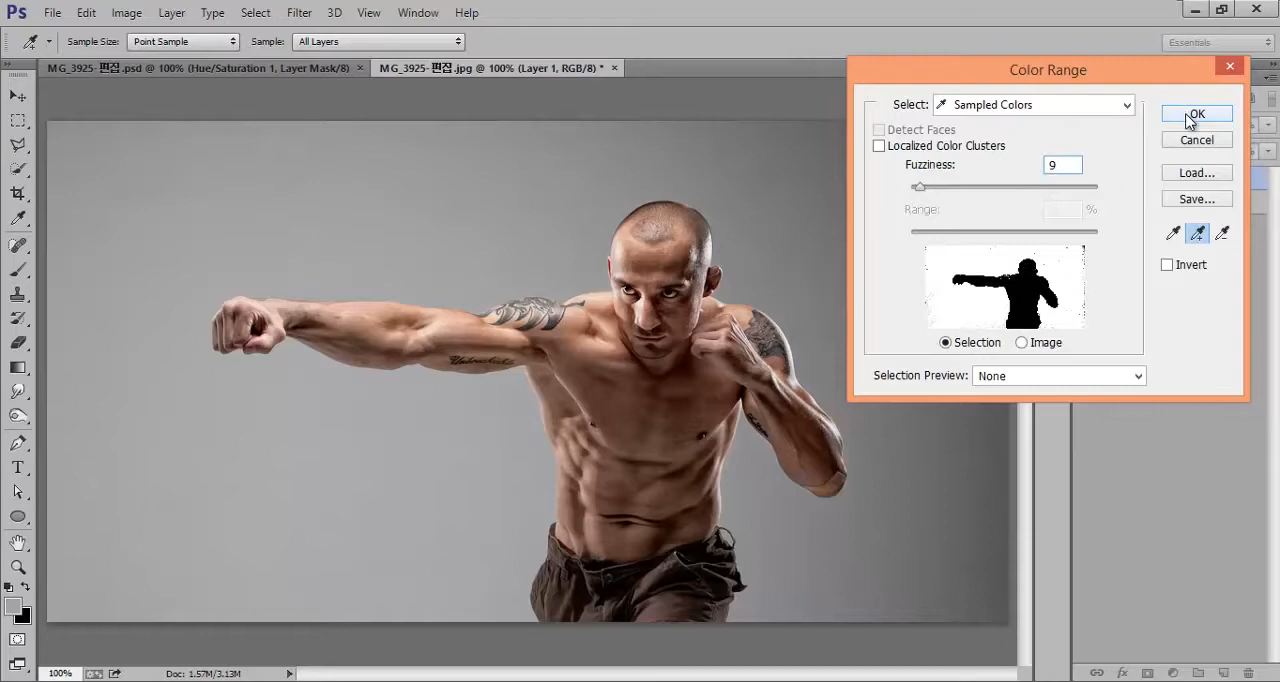 Ps File Edit Image Layer Type Select Filter 3D View Window Help
Sample Size: Point Sample Sample: All Layers Essentials
MG_3925-편집.psd @ 100% (Hue/Saturation 1, Layer Mask/8) × MG_3925-편집.jpg @ 100% (Layer 1, RGB/8) * ×
Color Range
Select: Sampled Colors
OK
Detect Faces
Cancel
Localized Color Clusters
Fuzziness: 9
Load...
Range: %
Save...
Invert
Selection Image
Selection Preview: None
T
100% Doc: 1.57M/3.13M fx